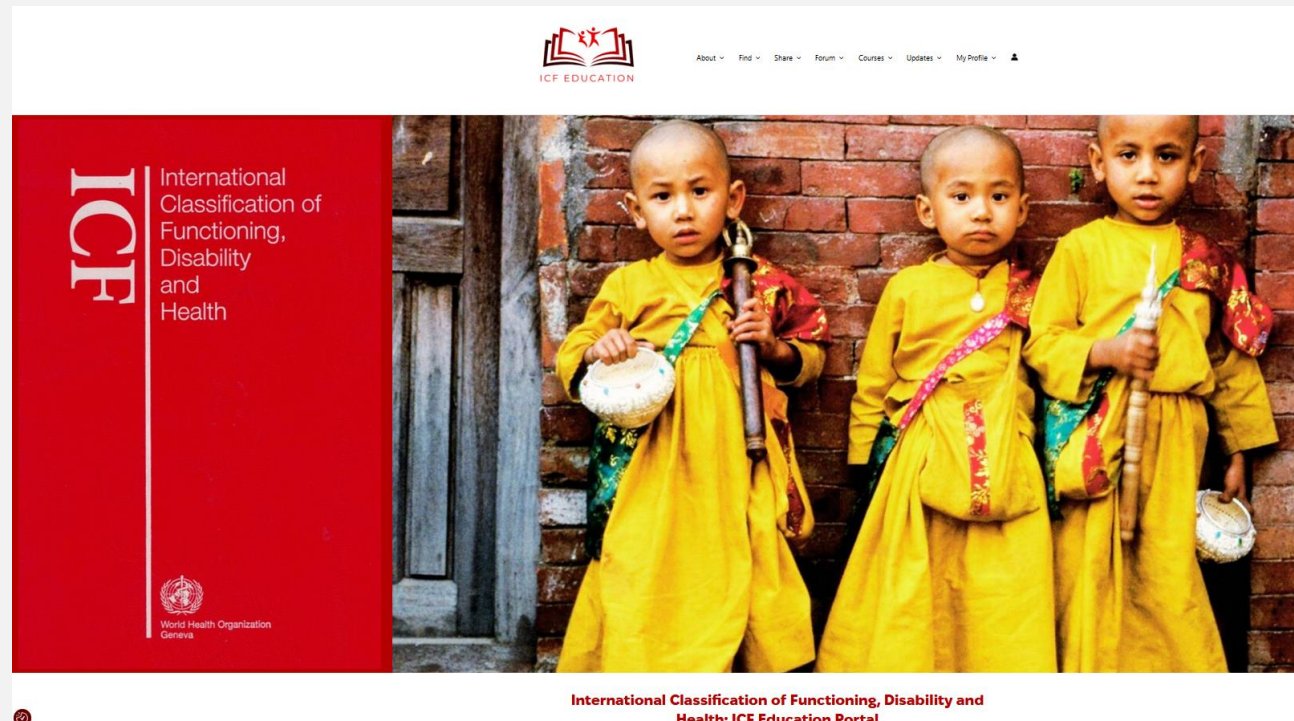 ICF EDUCATION
About
Find
Share
Forum
Courses
Updates
My Profile
ICF
International
Classification of
Functioning,
Disability
and
Health
World Health Organization
Geneva
International Classification of Functioning, Disability and
Health: ICF Education Portal